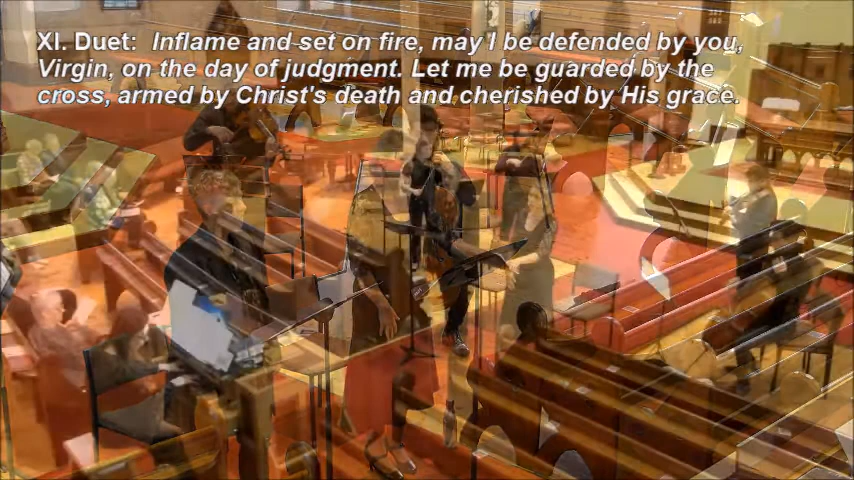 XI. Duet: Inflame and set on fire, may I be defended by you,
Virgin, on the day of judgment. Let me be guarded by the
cross, armed by Christ's death and cherished by His grace.